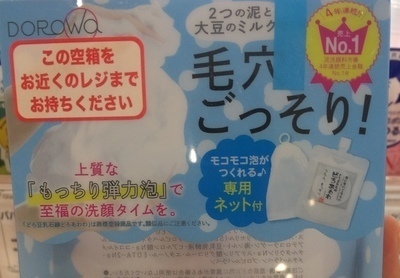 DOROwa
この空箱を
お近くのレジまで
お持ちください
2つの泥と
大豆のミルク
4年連続
売上
No.1
毛穴
ごっそり!
上質な
「もっちり弾力泡」で
至福の洗顔タイムを。
モコモコ泡が
つくれる♪
専用
ネット付